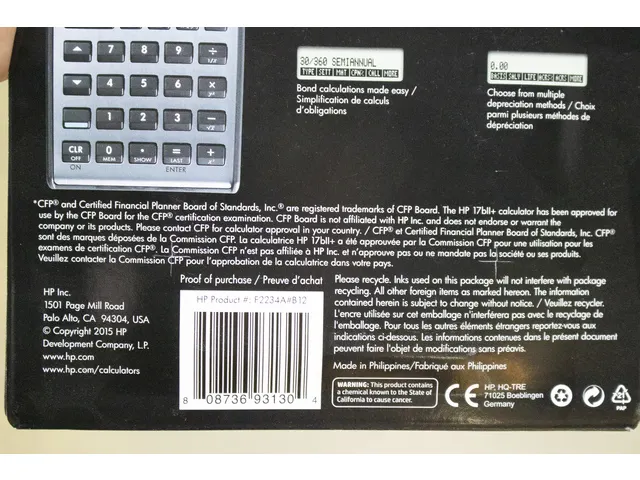 7 8 9 ÷
1/x
4 5 6 ×
1 2 3 −
√x
CLR 0 • = +
OFF MEM SHOW LAST
ON ENTER
30/360 SEMIANNUAL
TYPE SETT MAT CPN% CALL MORE
Bond calculations made easy /
Simplification de calculs
d'obligations
0.00
BASIS SALV LIFE ACRS% ACRS MORE
Choose from multiple
depreciation methods / Choix
parmi plusieurs méthodes de
dépréciation
*CFP® and Certified Financial Planner Board of Standards, Inc.® are registered trademarks of CFP Board. The HP 17bII+ calculator has been approved for
use by the CFP Board for the CFP® certification examination. CFP Board is not affiliated with HP Inc. and does not endorse or warrant the
company or its products. Please contact CFP for calculator approval in your country. / CFP® et Certified Financial Planner Board of Standards, Inc. CFP®
sont des marques déposées de la Commission CFP. La calculatrice HP 17bII+ a été approuvée par la Commission CFP pour une utilisation pour les
examens de certification CFP®. La Commission CFP n'est pas affiliée à HP Inc. et n'approuve pas ou ne mandate pas la société ou ses produits.
Veuillez contacter la Commission CFP pour l'approbation de la calculatrice dans votre pays.
HP Inc.
1501 Page Mill Road
Palo Alto, CA 94304, USA
© Copyright 2015 HP
Development Company, L.P.
www.hp.com
www.hp.com/calculators
Proof of purchase / Preuve d'achat
HP Product #: F2234A#B12
8 08736 93130 4
Please recycle. Inks used on this package will not interfere with package
recycling. All other foreign items as marked hereon. The information
contained herein is subject to change without notice. / Veuillez recycler.
L'encre utilisée sur cet emballage n'interfèrent pas avec le recyclage de
l'emballage. Pour tous les autres éléments étrangers reportez-vous aux
indications ci-dessous. Les informations contenues dans le présent document
peuvent faire l'objet de modifications sans préavis.
Made in Philippines/Fabriqué aux Philippines
WARNING: This product contains
a chemical known to the State of
California to cause cancer.
CE HP, HQ-TRE
71025 Boeblingen
Germany
21
PAP